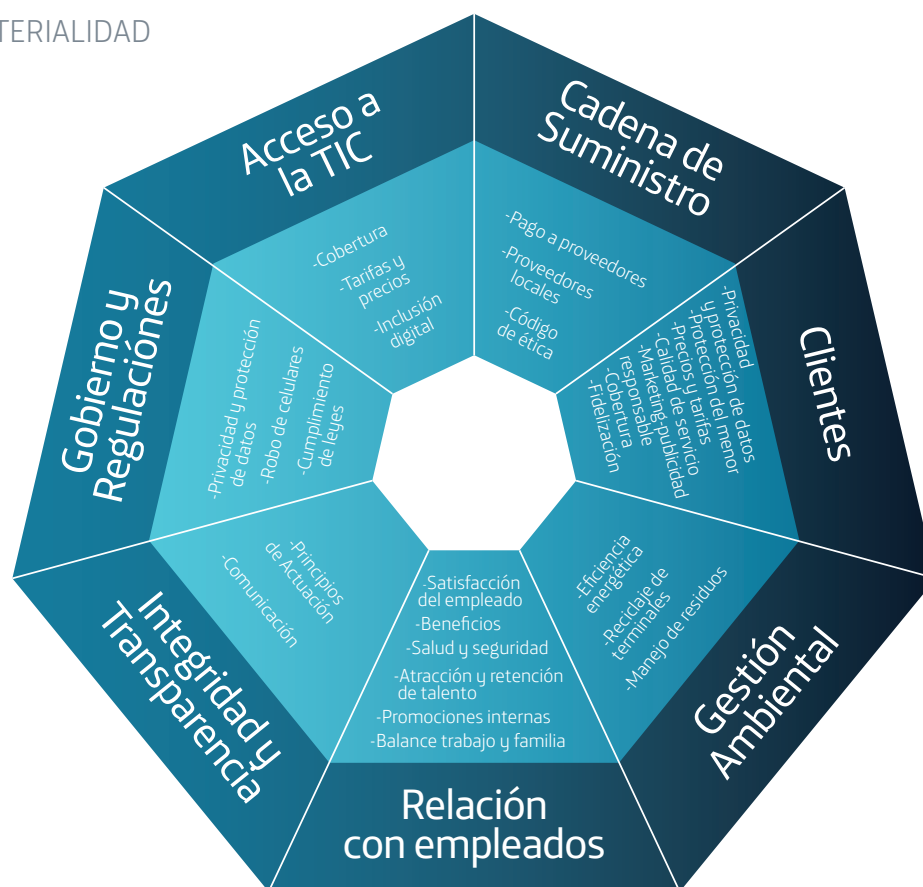 TERIALIDAD
Acceso a
la TIC
-Cobertura
-Tarifas y
precios
-Inclusión
digital
Cadena de
Suministro
-Pago a proveedores
-Proveedores
locales
-Código
de ética
Clientes
-Privacidad
y protección de datos
-Protección del menor
-Precios y tarifas
-Calidad de servicio
-Marketing-publicidad
responsable
-Cobertura
-Fidelización
Gestión
Ambiental
-Eficiencia
energética
-Reciclaje de
terminales
-Manejo de residuos
Relación
con empleados
-Satisfacción
del empleado
-Beneficios
-Salud y seguridad
-Atracción y retención
de talento
-Promociones internas
-Balance trabajo y familia
Integridad y
Transparencia
-Principios
de Actuación
-Comunicación
Gobierno y
Regulaciónes
-Privacidad y protección
de datos
-Robo de celulares
-Cumplimiento
de leyes